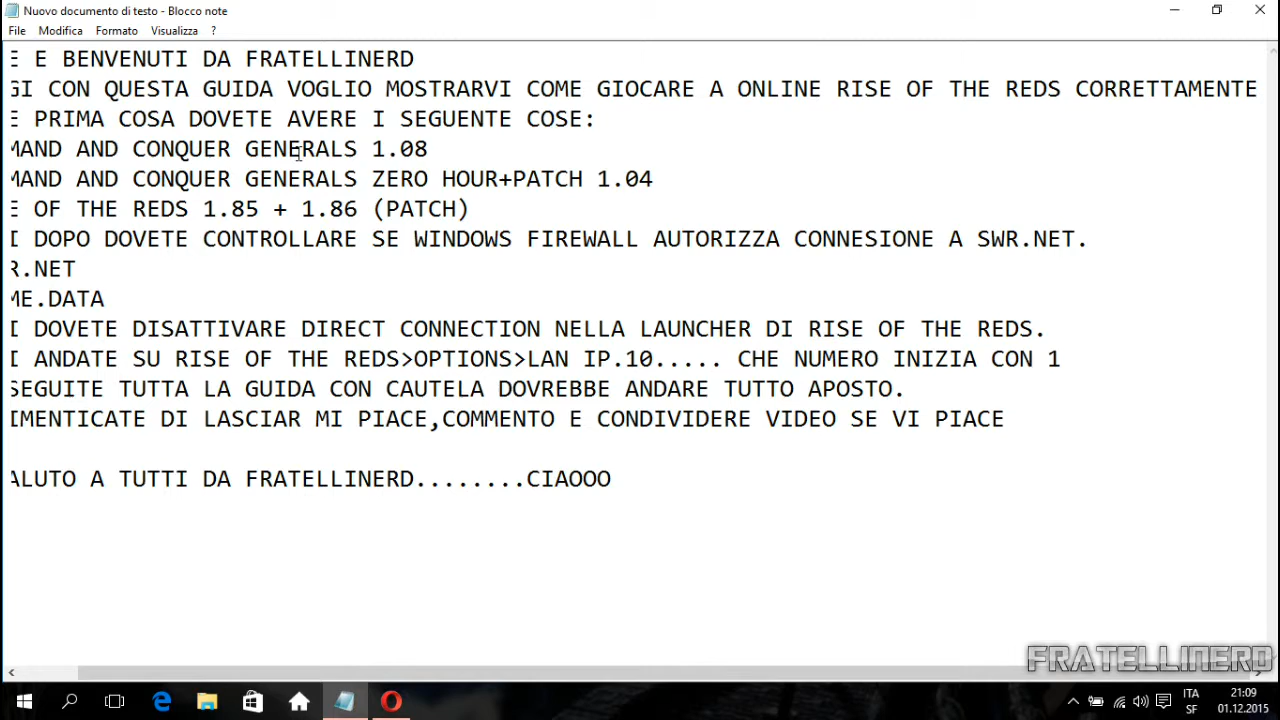 Nuovo documento di testo - Blocco note
File Modifica Formato Visualizza ?
E E BENVENUTI DA FRATELLINERD
GI CON QUESTA GUIDA VOGLIO MOSTRARVI COME GIOCARE A ONLINE RISE OF THE REDS CORRETTAMENTE
E PRIMA COSA DOVETE AVERE I SEGUENTE COSE:
MAND AND CONQUER GENERALS 1.08
MAND AND CONQUER GENERALS ZERO HOUR+PATCH 1.04
E OF THE REDS 1.85 + 1.86 (PATCH)
I DOPO DOVETE CONTROLLARE SE WINDOWS FIREWALL AUTORIZZA CONNESIONE A SWR.NET.
R.NET
ME.DATA
I DOVETE DISATTIVARE DIRECT CONNECTION NELLA LAUNCHER DI RISE OF THE REDS.
I ANDATE SU RISE OF THE REDS>OPTIONS>LAN IP.10..... CHE NUMERO INIZIA CON 1
SEGUITE TUTTA LA GUIDA CON CAUTELA DOVREBBE ANDARE TUTTO APOSTO.
IMENTICATE DI LASCIAR MI PIACE,COMMENTO E CONDIVIDERE VIDEO SE VI PIACE
ALUTO A TUTTI DA FRATELLINERD........CIAOOO
FRATELLINERD
ITA 21:09
SF 01.12.2015